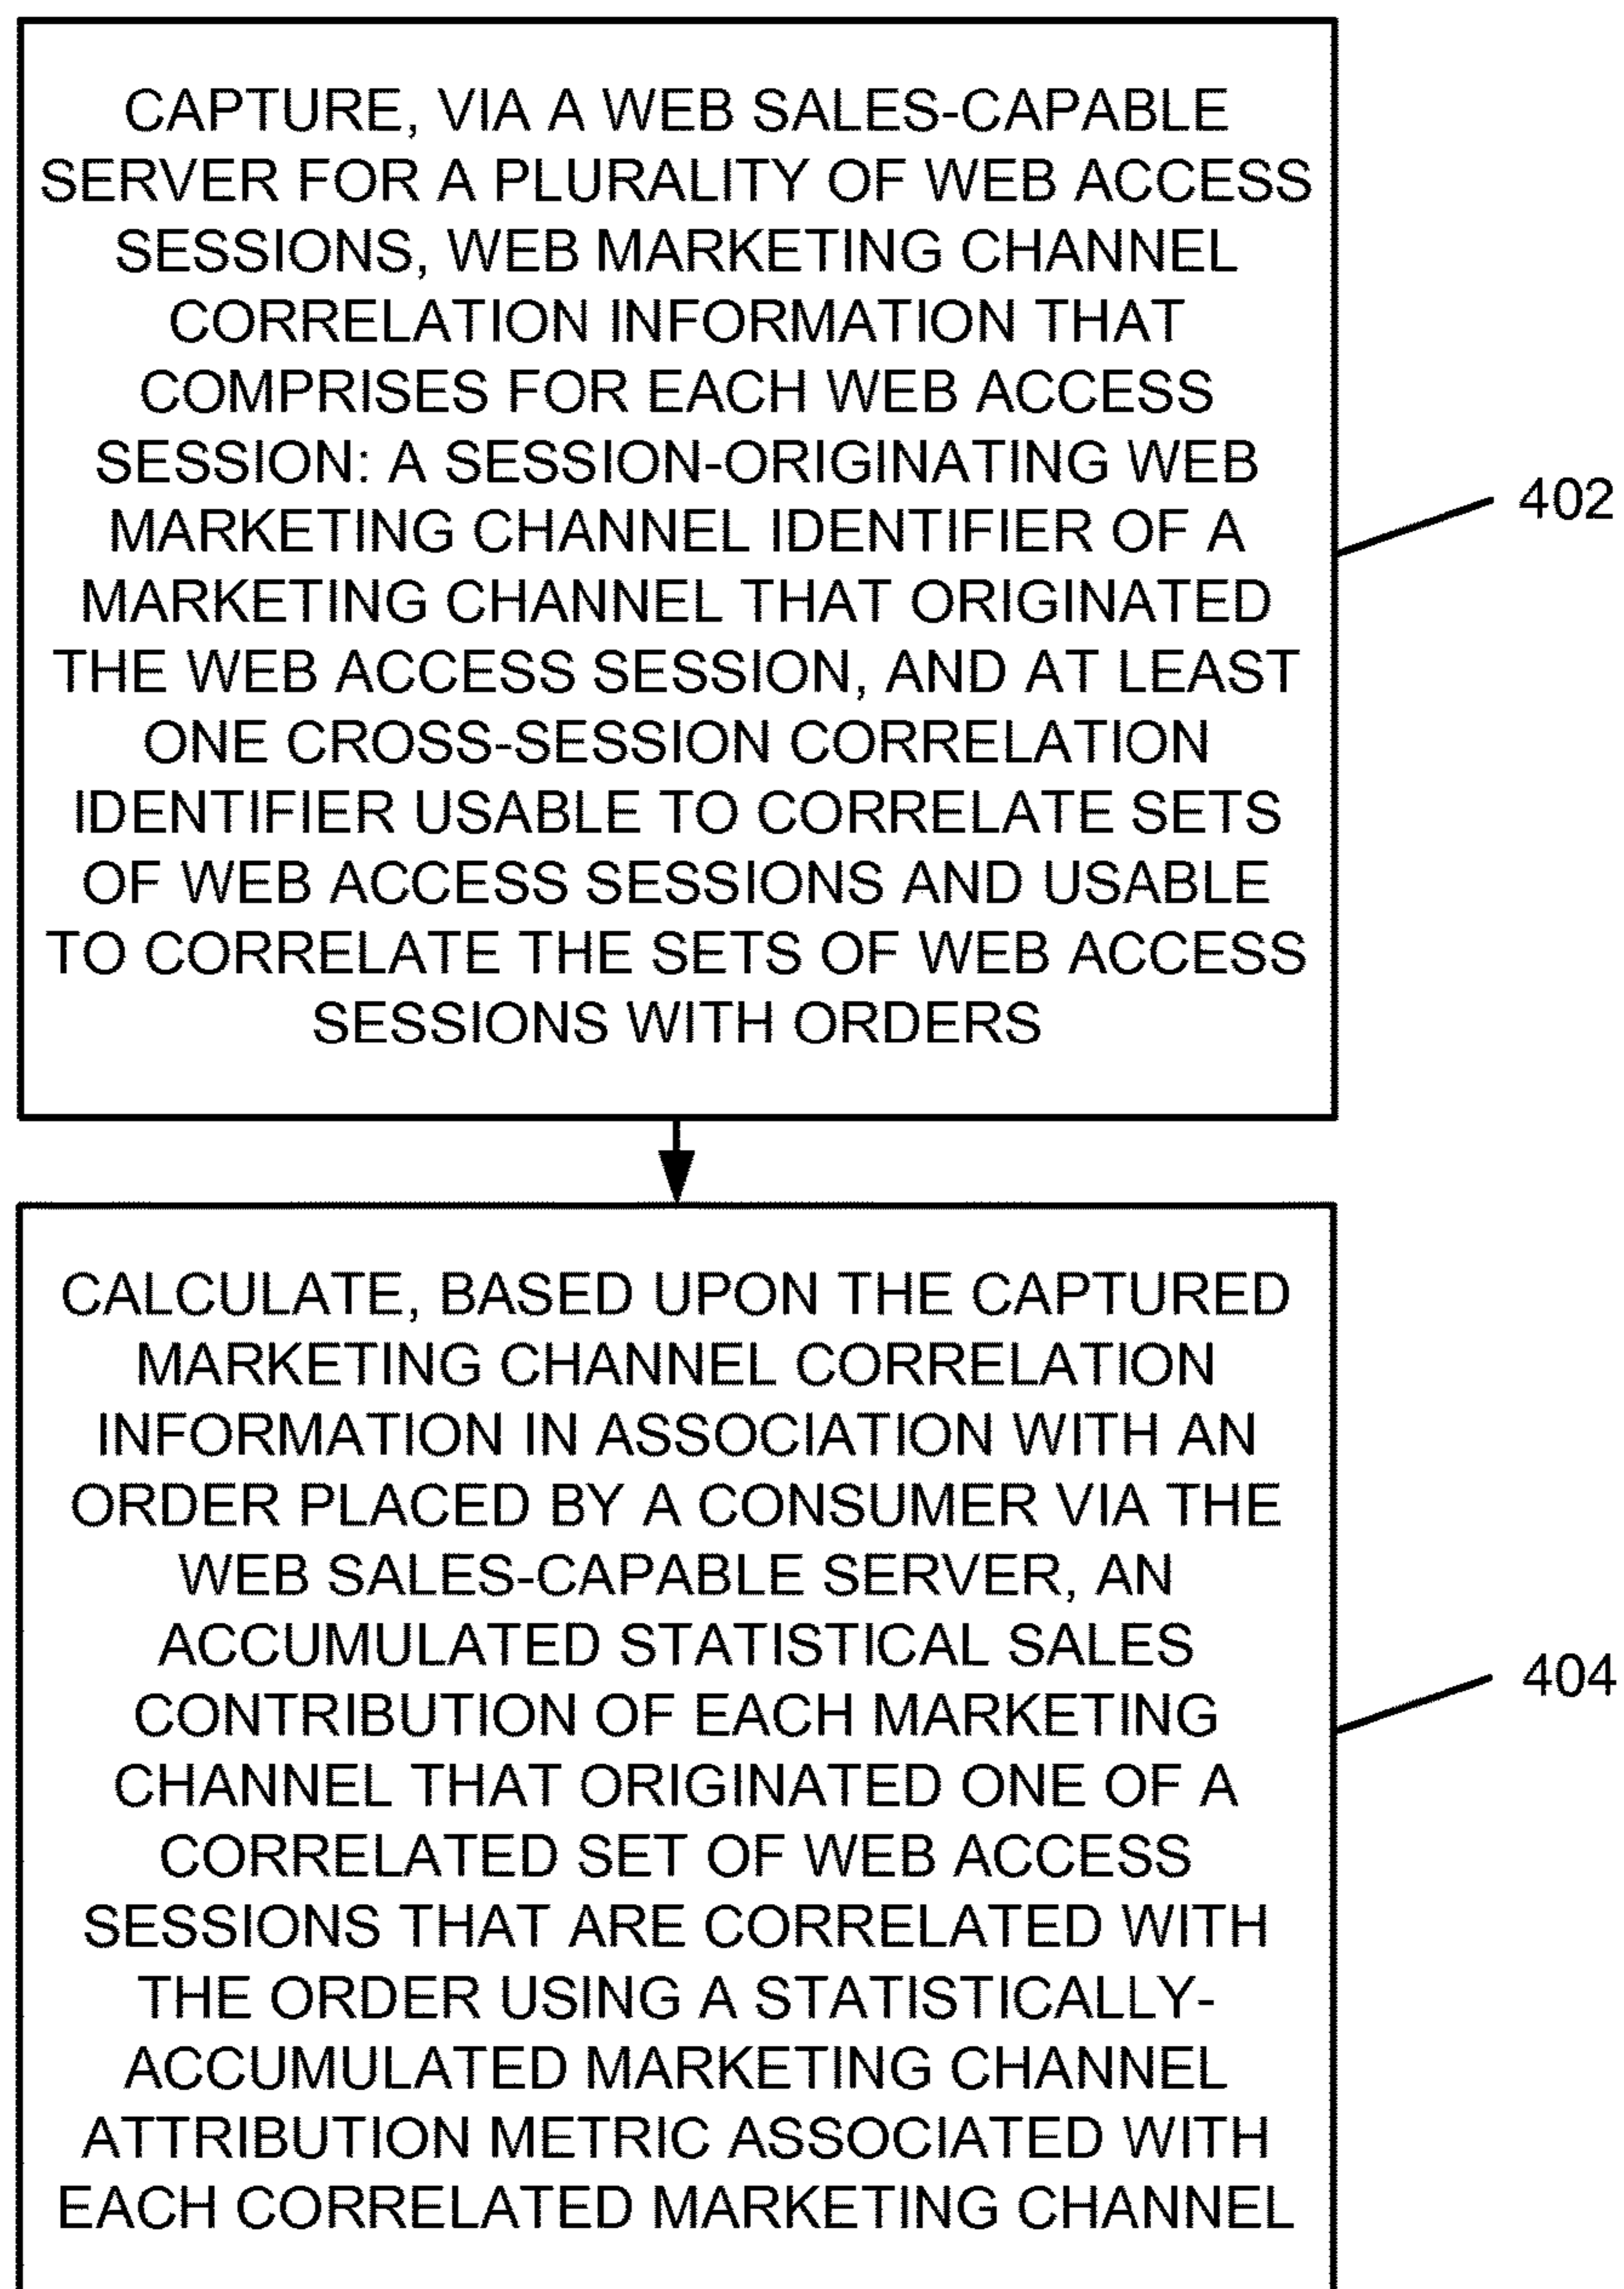 CAPTURE, VIA A WEB SALES-CAPABLE
SERVER FOR A PLURALITY OF WEB ACCESS
SESSIONS, WEB MARKETING CHANNEL
CORRELATION INFORMATION THAT
COMPRISES FOR EACH WEB ACCESS
SESSION: A SESSION-ORIGINATING WEB
MARKETING CHANNEL IDENTIFIER OF A
MARKETING CHANNEL THAT ORIGINATED
THE WEB ACCESS SESSION, AND AT LEAST
ONE CROSS-SESSION CORRELATION
IDENTIFIER USABLE TO CORRELATE SETS
OF WEB ACCESS SESSIONS AND USABLE
TO CORRELATE THE SETS OF WEB ACCESS
SESSIONS WITH ORDERS
402
CALCULATE, BASED UPON THE CAPTURED
MARKETING CHANNEL CORRELATION
INFORMATION IN ASSOCIATION WITH AN
ORDER PLACED BY A CONSUMER VIA THE
WEB SALES-CAPABLE SERVER, AN
ACCUMULATED STATISTICAL SALES
CONTRIBUTION OF EACH MARKETING
CHANNEL THAT ORIGINATED ONE OF A
CORRELATED SET OF WEB ACCESS
SESSIONS THAT ARE CORRELATED WITH
THE ORDER USING A STATISTICALLY-
ACCUMULATED MARKETING CHANNEL
ATTRIBUTION METRIC ASSOCIATED WITH
EACH CORRELATED MARKETING CHANNEL
404